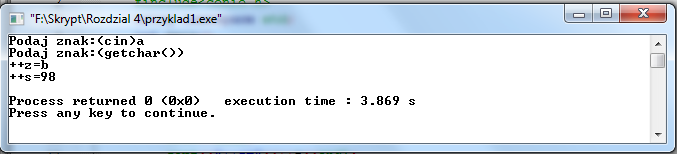 "F:\Skrypt\Rozdzial 4\przyklad1.exe"
Podaj znak:(cin)a
Podaj znak:(getchar())
++z=b
++s=98
Process returned 0 (0x0)   execution time : 3.869 s
Press any key to continue.